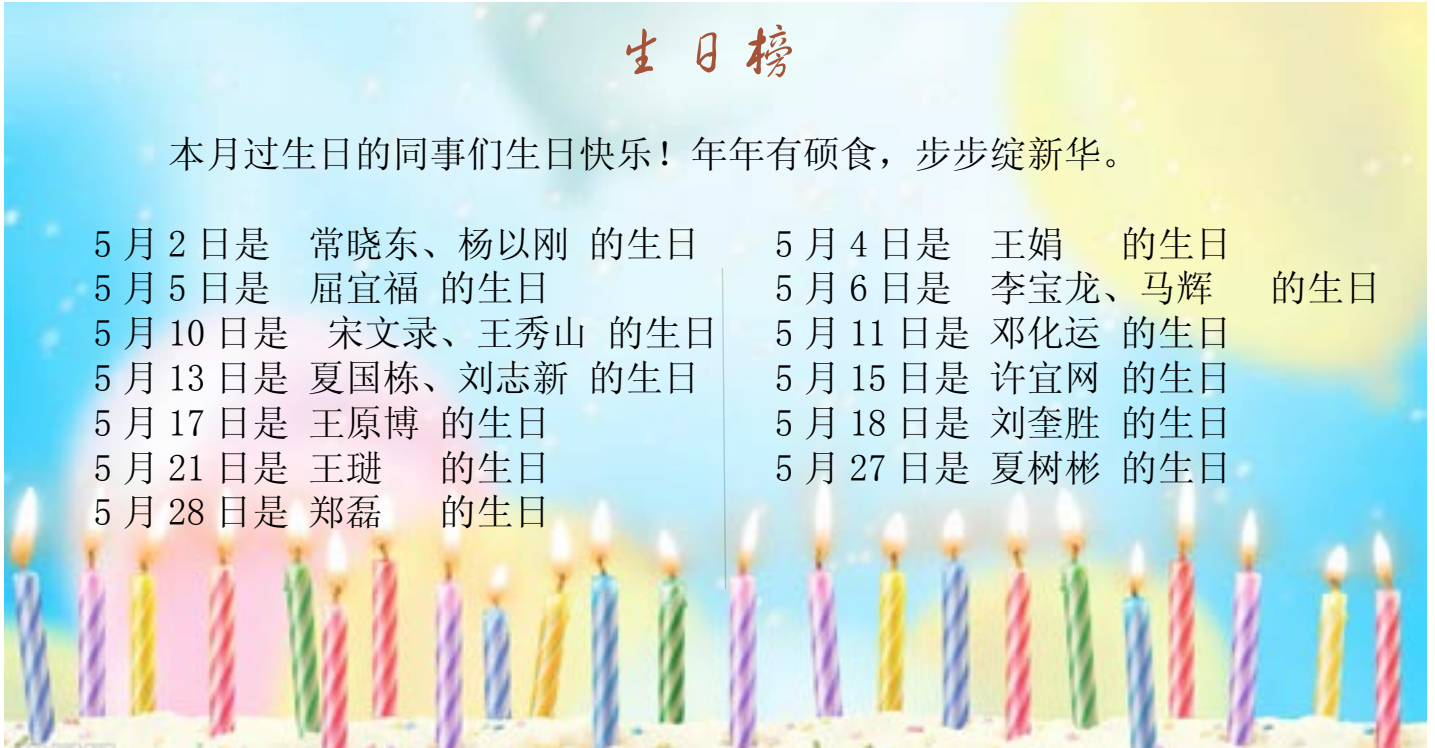 生日榜
本月过生日的同事们生日快乐！年年有硕食，步步绽新华。
5月2日是 常晓东、杨以刚 的生日
5月5日是 屈宜福 的生日
5月10日是 宋文录、王秀山 的生日
5月13日是 夏国栋、刘志新 的生日
5月17日是 王原博 的生日
5月21日是 王琎 的生日
5月28日是 郑磊 的生日
5月4日是 王娟 的生日
5月6日是 李宝龙、马辉 的生日
5月11日是 邓化运 的生日
5月15日是 许宜网 的生日
5月18日是 刘奎胜 的生日
5月27日是 夏树彬 的生日